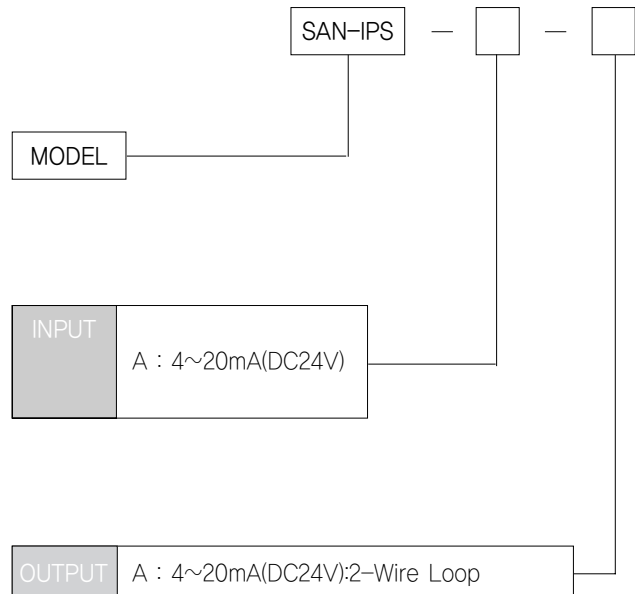 SAN-IPS - -
MODEL
INPUT
A : 4~20mA(DC24V)
OUTPUT
A : 4~20mA(DC24V):2-Wire Loop